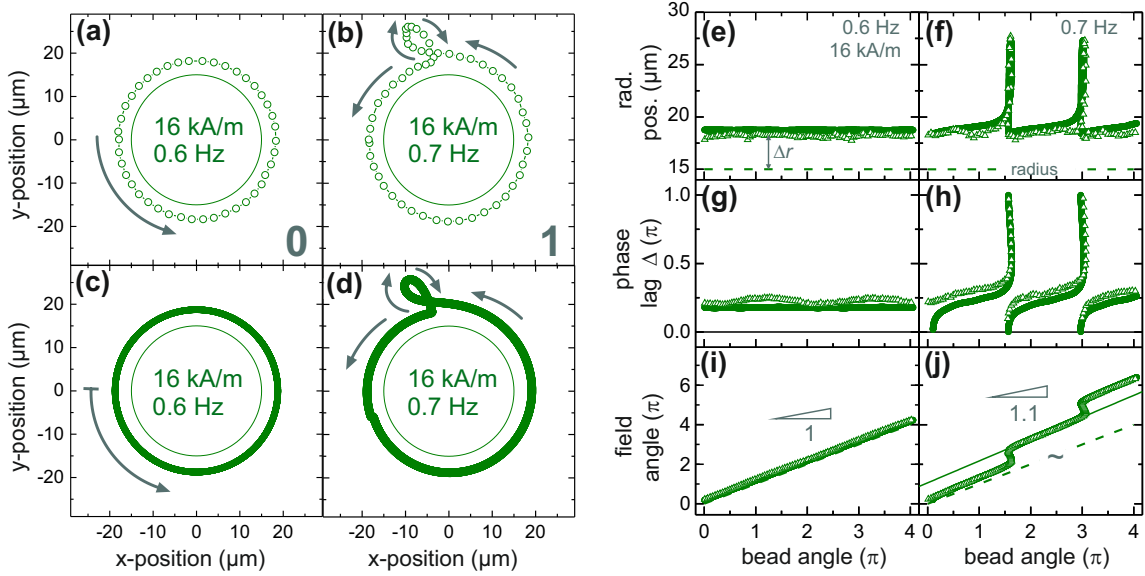 (a)
(b)
(c)
(d)
(e)
(f)
(g)
(h)
(i)
(j)
y-position (µm)
20
10
0
-10
-20
16 kA/m
0.6 Hz
0
16 kA/m
0.7 Hz
1
y-position (µm)
20
10
0
-10
-20
16 kA/m
0.6 Hz
16 kA/m
0.7 Hz
-20 -10 0 10 20
-20 -10 0 10 20
x-position (µm)
x-position (µm)
rad.
pos. (µm)
30
25
20
15
0.6 Hz
16 kA/m
Δr
0.7 Hz
radius
phase
lag Δ (π)
1.0
0.5
0.0
field
angle (π)
6
4
2
0
1
1.1
~
0 1 2 3 4
0 1 2 3 4
bead angle (π)
bead angle (π)